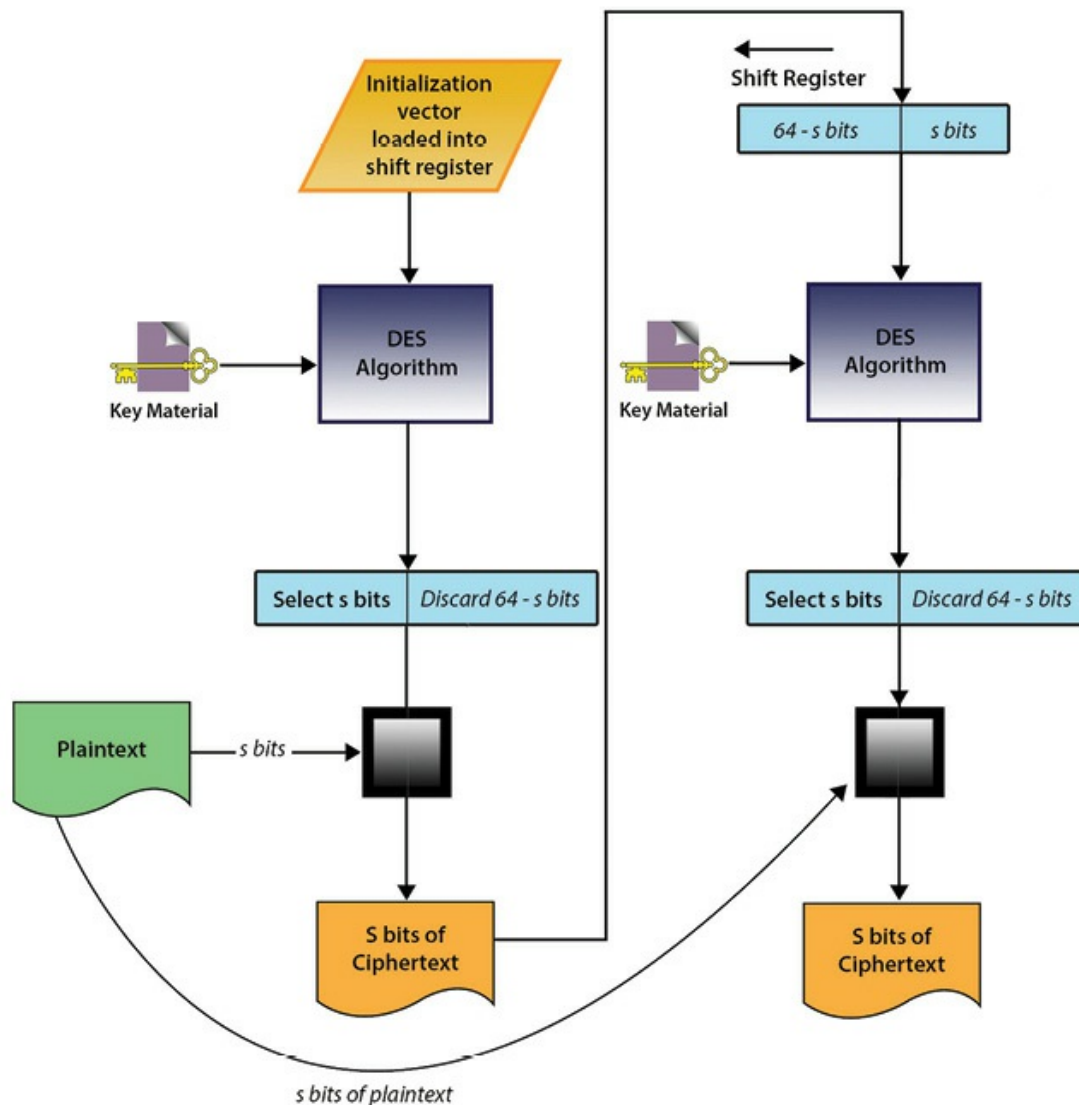 Initialization
vector
loaded into
shift register
Shift Register
64 - s bits
s bits
DES
Algorithm
Key Material
DES
Algorithm
Key Material
Select s bits
Discard 64 - s bits
Select s bits
Discard 64 - s bits
Plaintext
s bits
S bits of
Ciphertext
S bits of
Ciphertext
s bits of plaintext